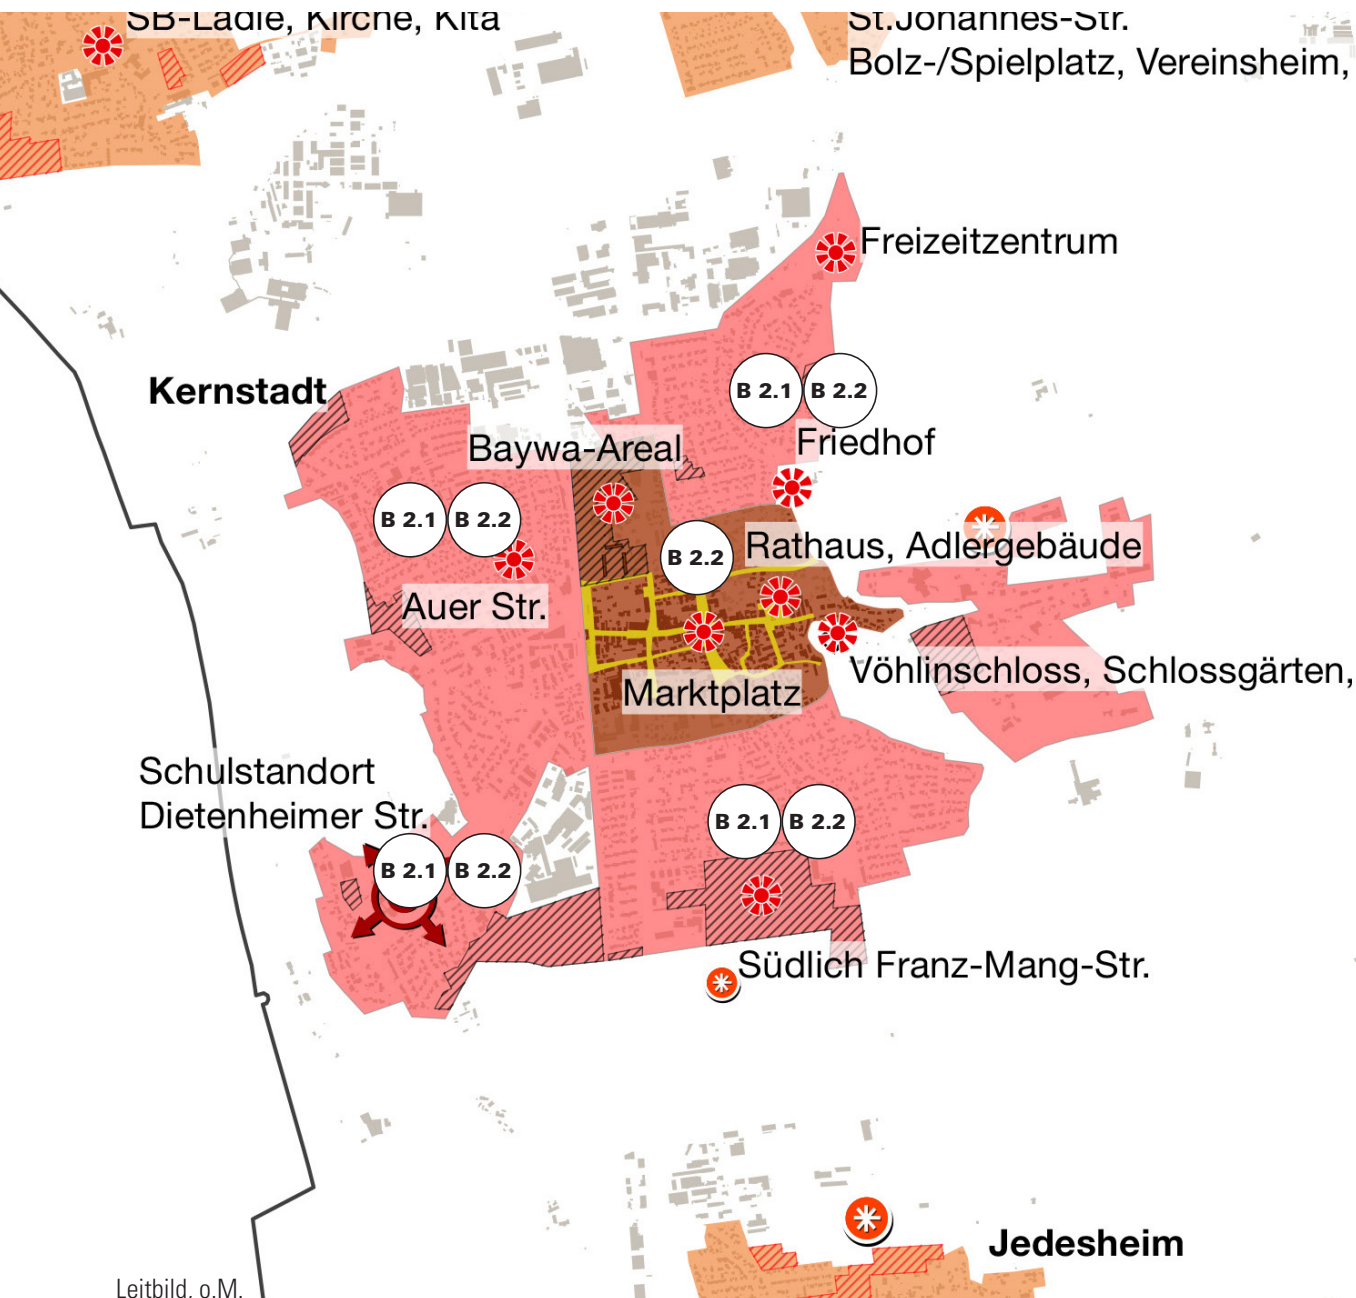 SB-Lädle, Kirche, Kita
St.Johannes-Str.
Bolz-/Spielplatz, Vereinsheim,
Freizeitzentrum
Kernstadt
B 2.1 B 2.2
Friedhof
Baywa-Areal
B 2.1 B 2.2
B 2.2
Rathaus, Adlergebäude
Auer Str.
Völinschloss, Schlossgärten,
Marktplatz
Schulstandort
Dietenheimer Str.
B 2.1 B 2.2
B 2.1 B 2.2
Südlich Franz-Mang-Str.
Jedesheim
Leitbild, o.M.